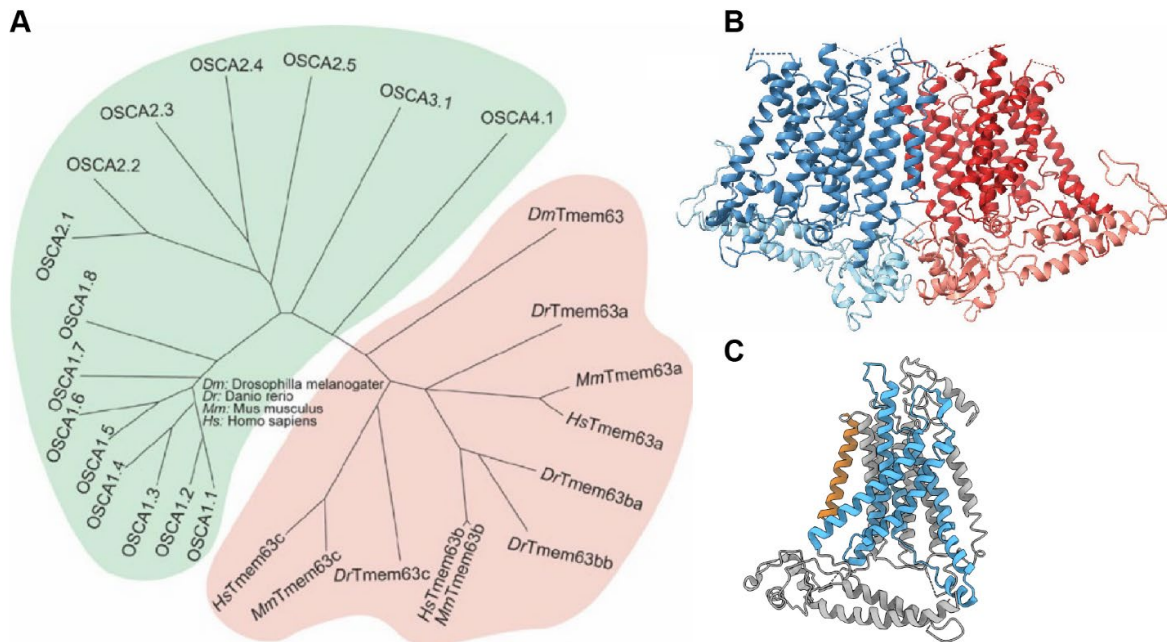 A
B
OSCA2.4
OSCA2.5
OSCA3.1
OSCA4.1
OSCA2.3
OSCA2.2
OSCA2.1
OSCA1.8
OSCA1.7
OSCA1.6
OSCA1.5
OSCA1.4
OSCA1.3
OSCA1.2
OSCA1.1
Dm: Drosophilla melanogater
Dr: Danio rerio
Mm: Mus musculus
Hs: Homo sapiens
DmTmem63
DrTmem63a
MmTmem63a
HsTmem63a
DrTmem63ba
DrTmem63bb
MmTmem63b
HsTmem63b
DrTmem63c
MmTmem63c
HsTmem63c
C